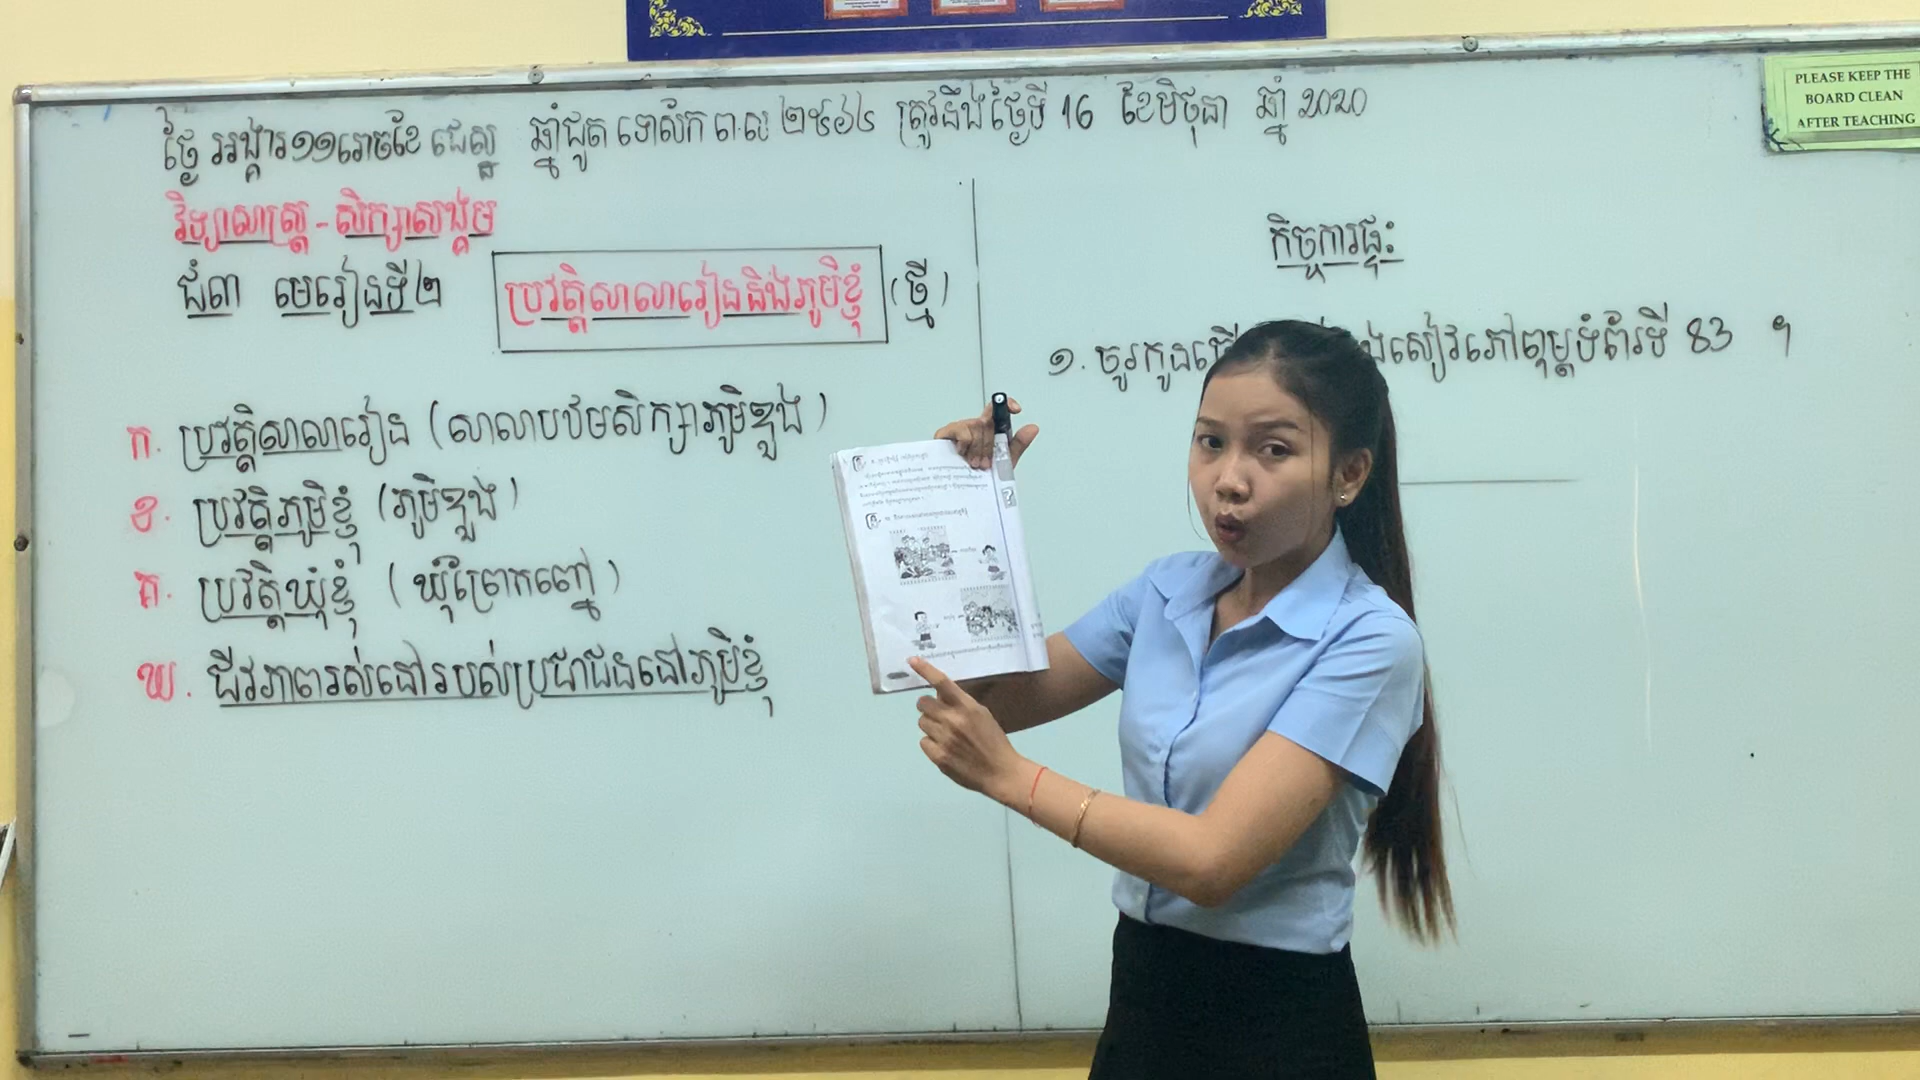 PLEASE KEEP THE
BOARD CLEAN
AFTER TEACHING
ថ្ងៃ អង្គារ ១១រោចខែ ជេស្ឋ ឆ្នាំជូត ទោស័ក ព.ស ២៥៦៤ ត្រូវនឹងថ្ងៃទី 16 ខែមិថុនា ឆ្នាំ 2020
វិទ្យាសាស្ត្រ - សិក្សាសង្គម
ជំពូក មេរៀនទី២ ប្រវត្តិសាលារៀននិងភូមិខ្ញុំ (ថ្មី)
ក. ប្រវត្តិសាលារៀន (សាលាបឋមសិក្សាភូមិខ្វង)
ខ. ប្រវត្តិភូមិខ្ញុំ (ភូមិខ្វង)
គ. ប្រវត្តិឃុំខ្ញុំ (ឃុំព្រែកពោធិ៍)
ឃ. ជីវភាពរស់នៅរបស់ប្រជាជននៅភូមិខ្ញុំ
កិច្ចការផ្ទះ
១. ចូរកូនធ្វើ សៀវភៅពុម្ពទំព័រទី 83 ។